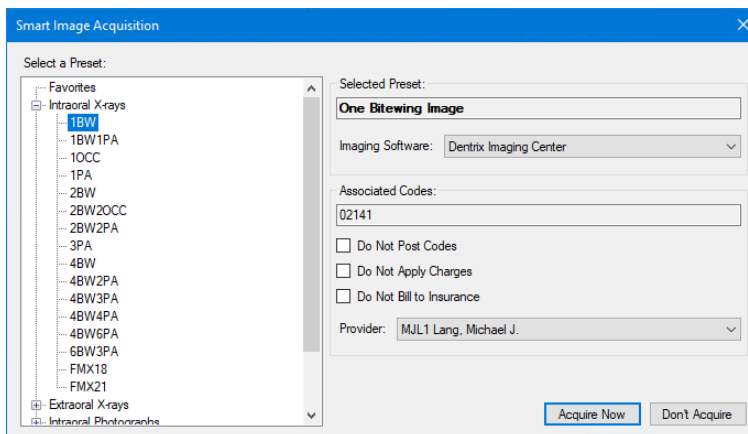 Smart Image Acquisition
Select a Preset:
Favorites
Intraoral X-rays
1BW
1BW1PA
1OCC
1PA
2BW
2BW2OCC
2BW2PA
3PA
4BW
4BW2PA
4BW3PA
4BW4PA
4BW6PA
6BW3PA
FMX18
FMX21
Extraoral X-rays
Intraoral Photographs
Selected Preset:
One Bitewing Image
Imaging Software: Dentrix Imaging Center
Associated Codes:
02141
Do Not Post Codes
Do Not Apply Charges
Do Not Bill to Insurance
Provider: MJL1 Lang, Michael J.
Acquire Now Don't Acquire